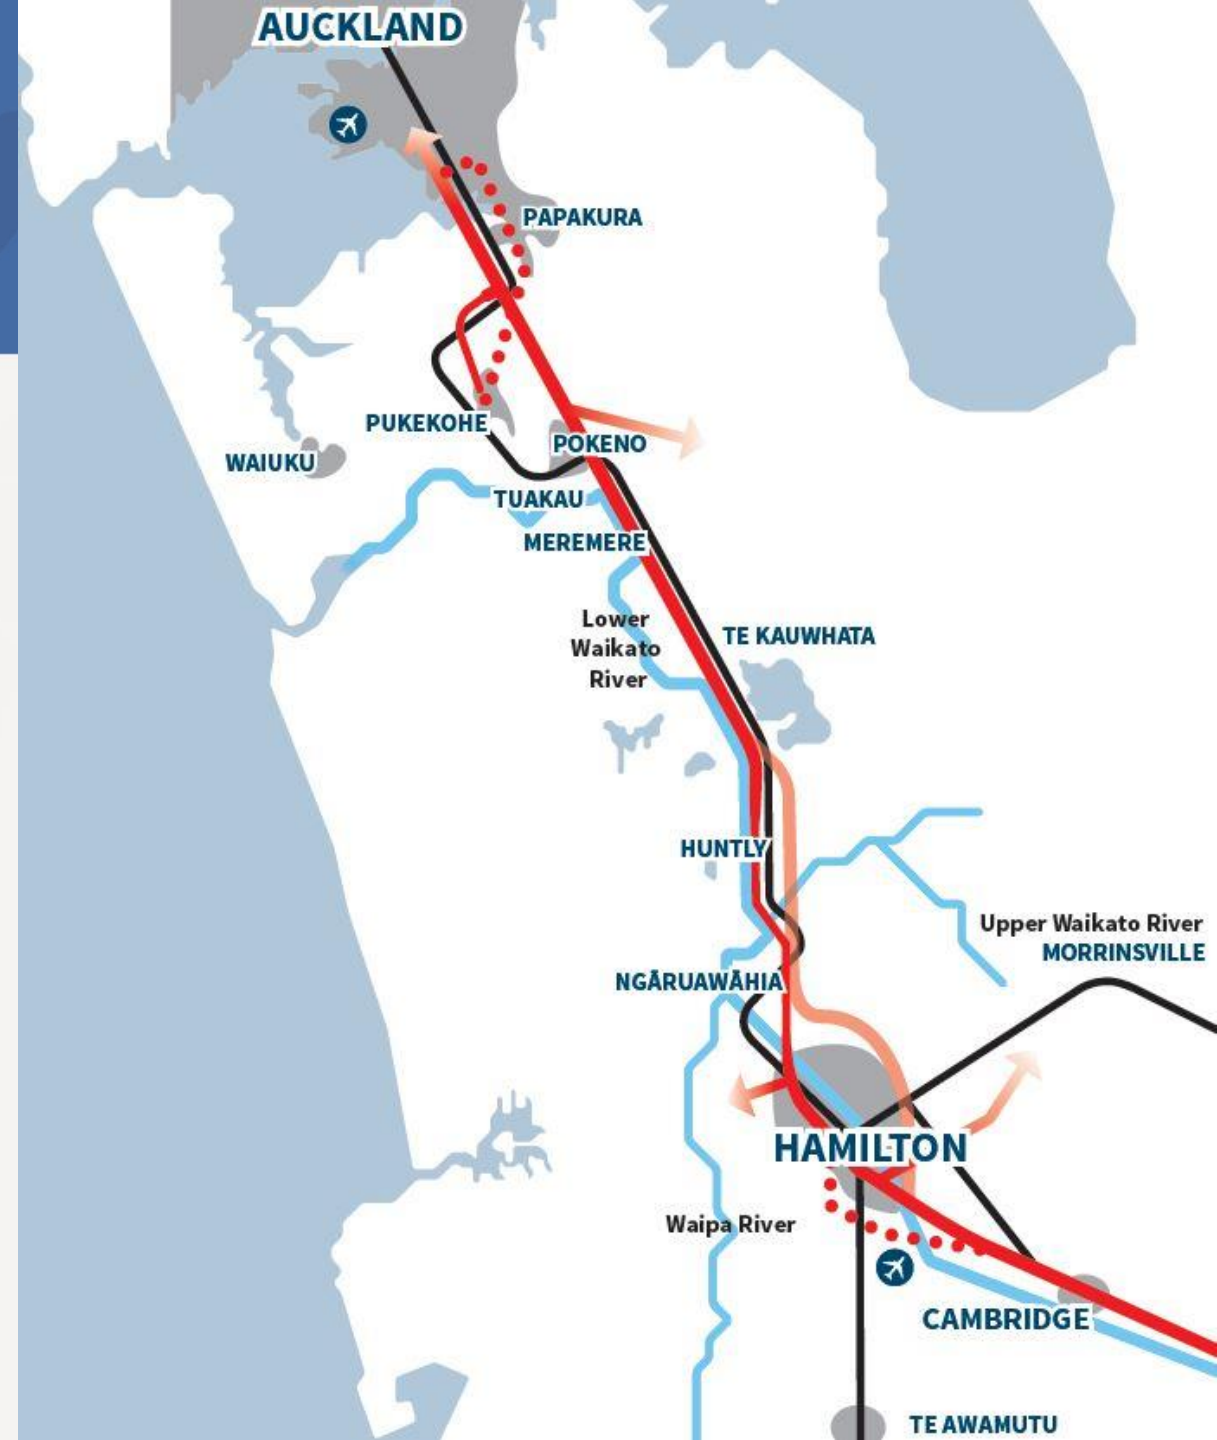 AUCKLAND
PAPAKURA
PUKEKOHE
POKENO
WAIUKU
TUAKAU
MEREMERE
Lower
Waikato
River
TE KAUWHATA
HUNTLY
Upper Waikato River
MORRINSVILLE
NGĀRUAWĀHIA
HAMILTON
Waipa River
CAMBRIDGE
TE AWAMUTU